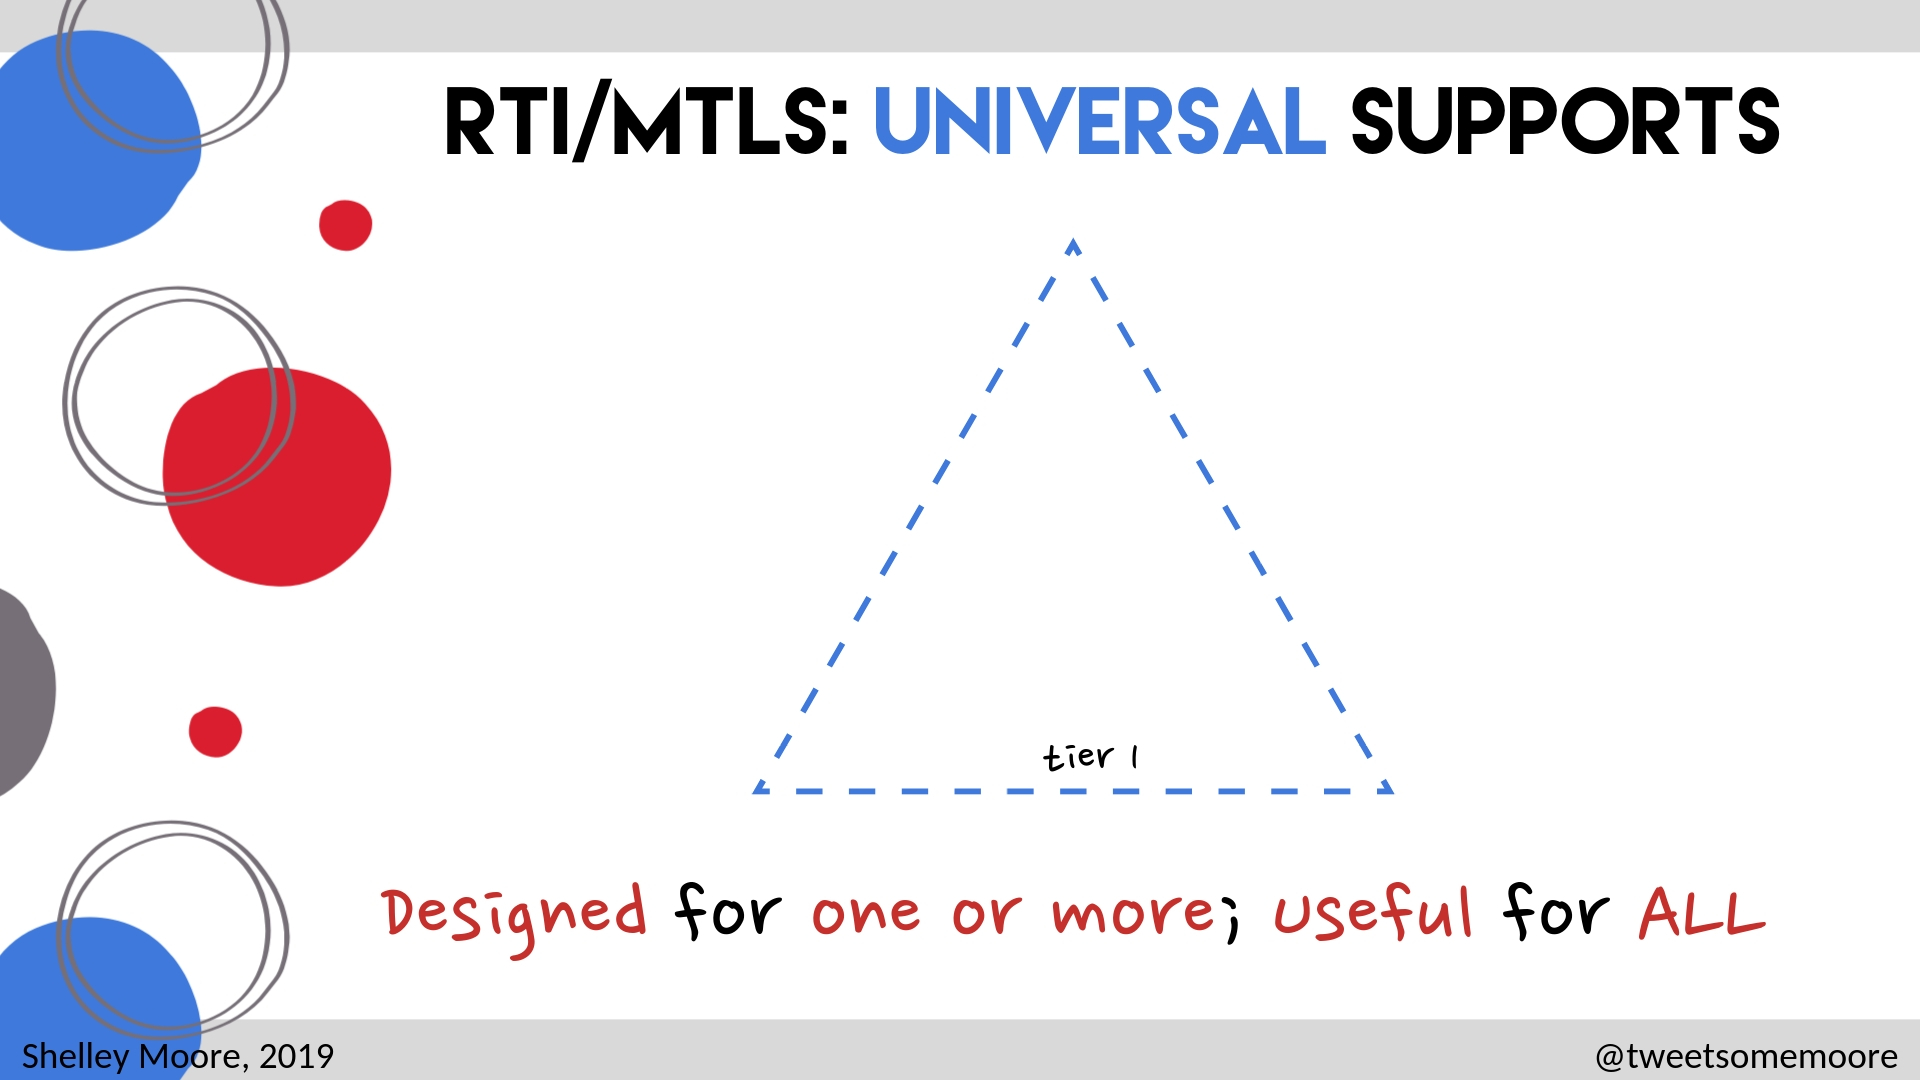 RTI/MTLS: UNIVERSAL SUPPORTS
tier 1
Designed for one or more; useful for ALL
Shelley Moore, 2019
@tweetsomemoore